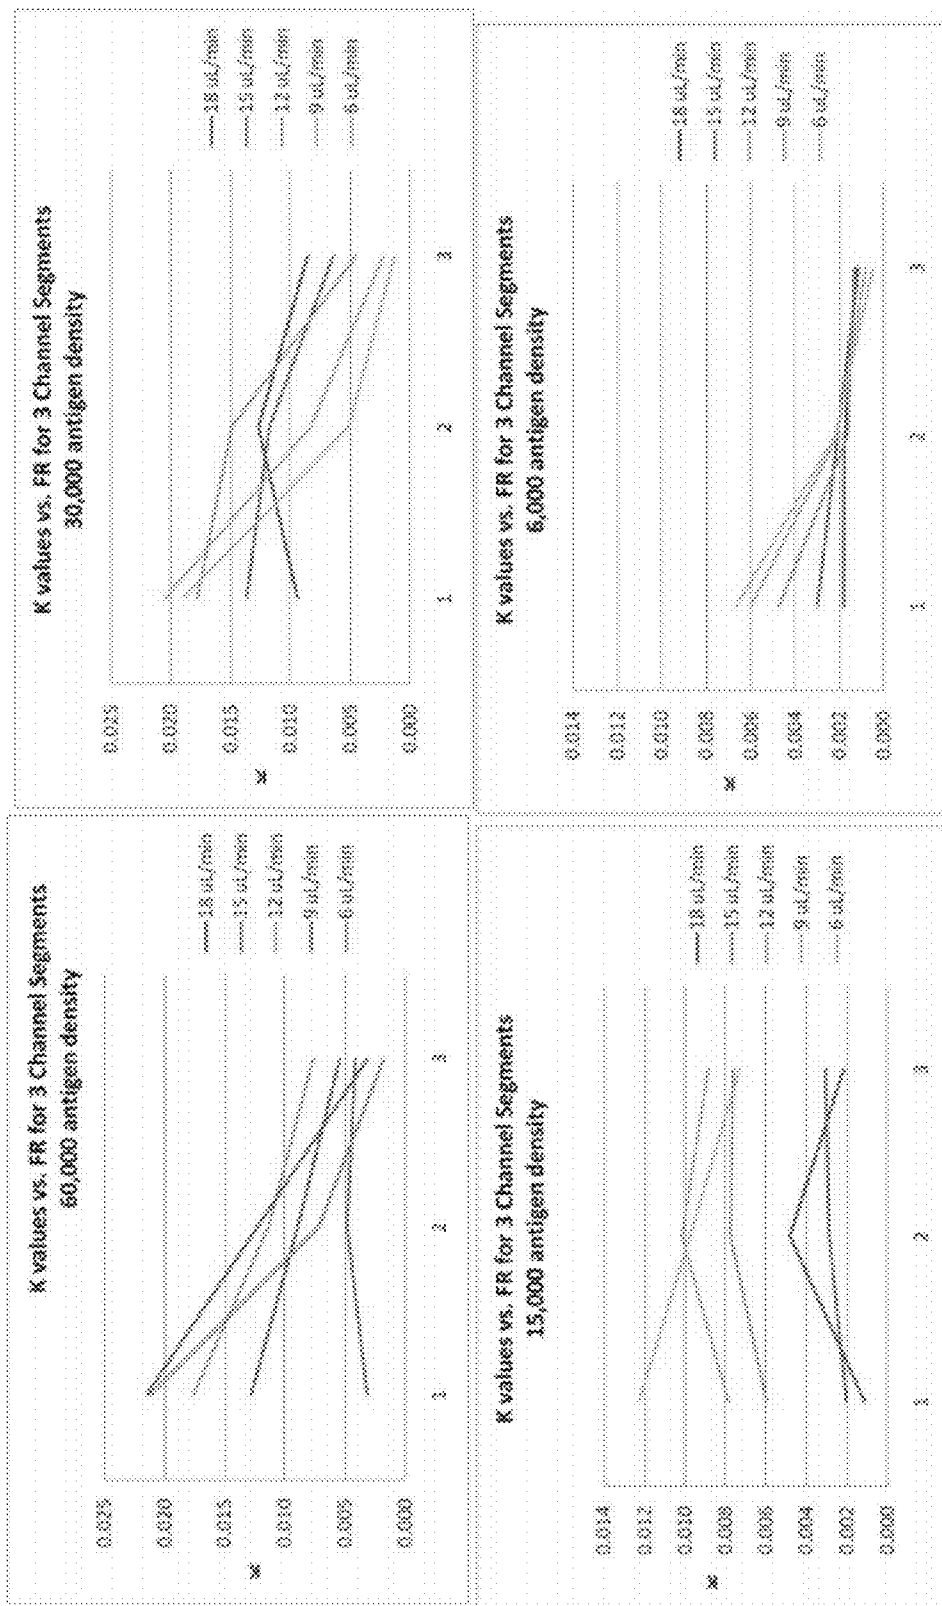 K values vs. FR for 3 Channel Segments
60,000 antigen density
0.025
0.020
0.015
0.010
0.005
0.000
K
1
2
3
18 uL/min
15 uL/min
12 uL/min
9 uL/min
6 uL/min
K values vs. FR for 3 Channel Segments
30,000 antigen density
0.025
0.020
0.015
0.010
0.005
0.000
K
1
2
3
18 uL/min
15 uL/min
12 uL/min
9 uL/min
6 uL/min
K values vs. FR for 3 Channel Segments
15,000 antigen density
0.014
0.012
0.010
0.008
0.006
0.004
0.002
0.000
K
1
2
3
18 uL/min
15 uL/min
12 uL/min
9 uL/min
6 uL/min
K values vs. FR for 3 Channel Segments
6,000 antigen density
0.014
0.012
0.010
0.008
0.006
0.004
0.002
0.000
K
1
2
3
18 uL/min
15 uL/min
12 uL/min
9 uL/min
6 uL/min